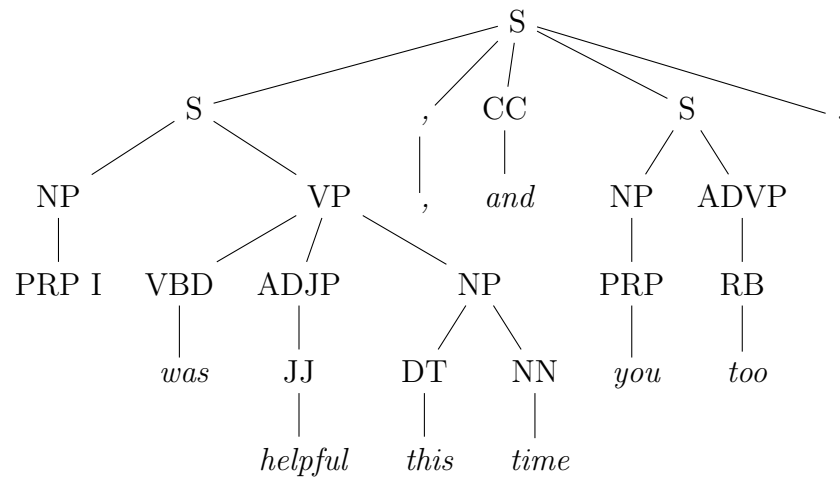 S
S , CC S .
NP VP , and NP ADVP
PRP I VBD ADJP NP PRP RB
was JJ DT NN you too
helpful this time